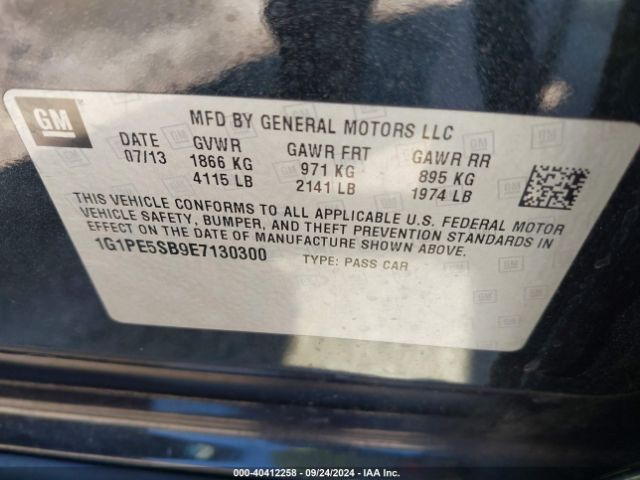 GM
MFD BY GENERAL MOTORS LLC
DATE GVWR GAWR FRT GAWR RR
07/13 1866 KG 971 KG 895 KG
4115 LB 2141 LB 1974 LB
THIS VEHICLE CONFORMS TO ALL APPLICABLE U.S. FEDERAL MOTOR
VEHICLE SAFETY, BUMPER, AND THEFT PREVENTION STANDARDS IN
EFFECT ON THE DATE OF MANUFACTURE SHOWN ABOVE.
1G1PE5SB9E7130300 TYPE: PASS CAR
000-40412258 - 09/24/2024 - IAA Inc.